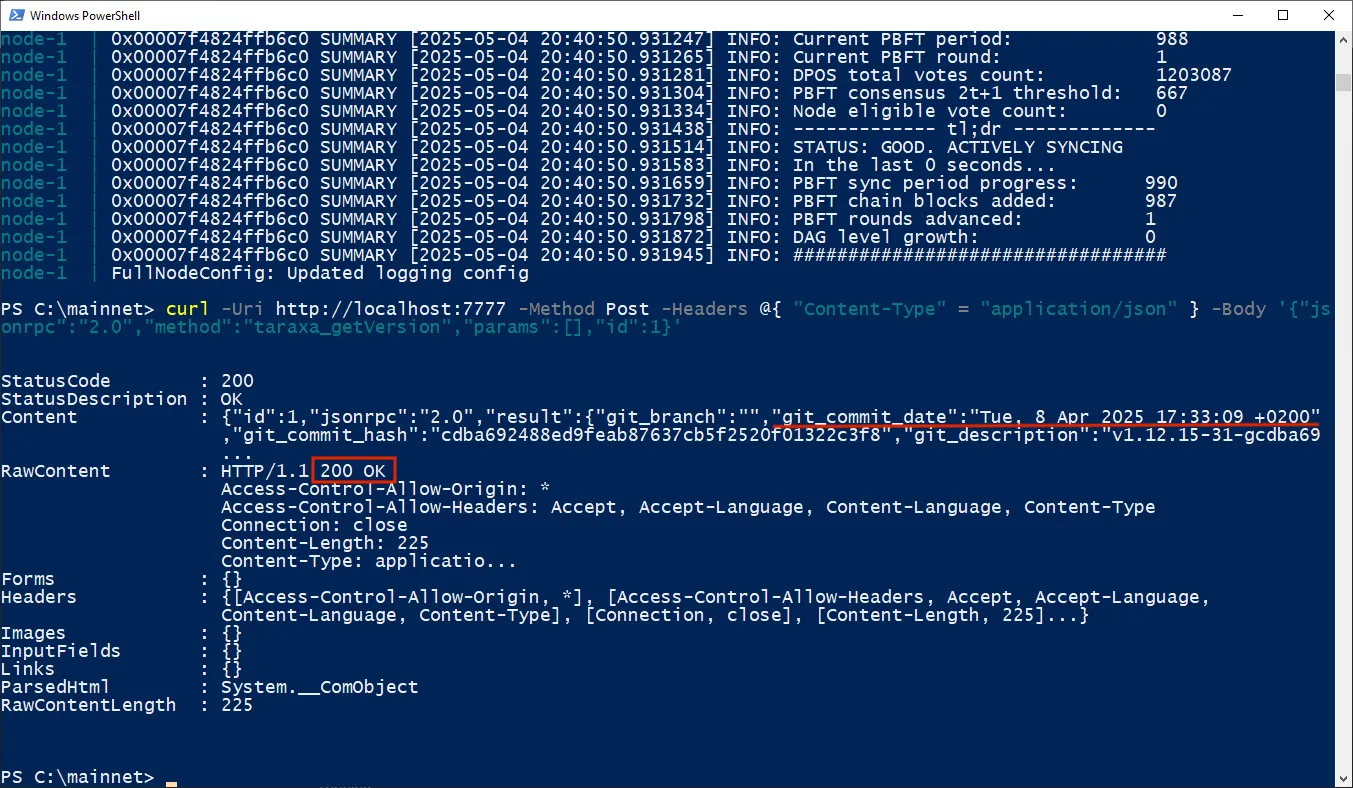 Windows PowerShell
node-1 | 0x00007f4824ffb6c0 SUMMARY [2025-05-04 20:40:50.931247] INFO: Current PBFT period: 988
node-1 | 0x00007f4824ffb6c0 SUMMARY [2025-05-04 20:40:50.931265] INFO: Current PBFT round: 1
node-1 | 0x00007f4824ffb6c0 SUMMARY [2025-05-04 20:40:50.931281] INFO: DPOS total votes count: 1203087
node-1 | 0x00007f4824ffb6c0 SUMMARY [2025-05-04 20:40:50.931304] INFO: PBFT consensus 2t+1 threshold: 667
node-1 | 0x00007f4824ffb6c0 SUMMARY [2025-05-04 20:40:50.931334] INFO: Node eligible vote count: 0
node-1 | 0x00007f4824ffb6c0 SUMMARY [2025-05-04 20:40:50.931438] INFO: ------------- tl;dr -------------
node-1 | 0x00007f4824ffb6c0 SUMMARY [2025-05-04 20:40:50.931514] INFO: STATUS: GOOD. ACTIVELY SYNCING
node-1 | 0x00007f4824ffb6c0 SUMMARY [2025-05-04 20:40:50.931583] INFO: In the last 0 seconds...
node-1 | 0x00007f4824ffb6c0 SUMMARY [2025-05-04 20:40:50.931659] INFO: PBFT sync period progress: 990
node-1 | 0x00007f4824ffb6c0 SUMMARY [2025-05-04 20:40:50.931732] INFO: PBFT chain blocks added: 987
node-1 | 0x00007f4824ffb6c0 SUMMARY [2025-05-04 20:40:50.931798] INFO: PBFT rounds advanced: 1
node-1 | 0x00007f4824ffb6c0 SUMMARY [2025-05-04 20:40:50.931872] INFO: DAG level growth: 0
node-1 | 0x00007f4824ffb6c0 SUMMARY [2025-05-04 20:40:50.931945] INFO: ##################################
node-1 | FullNodeConfig: Updated logging config
PS C:\mainnet> curl -Uri http://localhost:7777 -Method Post -Headers @{ "Content-Type" = "application/json" } -Body '{"js
onrpc":"2.0","method":"taraxa_getVersion","params":[],"id":1}'
StatusCode : 200
StatusDescription : OK
Content : {"id":1,"jsonrpc":"2.0","result":{"git_branch":"","git_commit_date":"Tue, 8 Apr 2025 17:33:09 +0200"
,"git_commit_hash":"cdba692488ed9feab87637cb5f2520f01322c3f8","git_description":"v1.12.15-31-gcdba69
...
RawContent : HTTP/1.1 200 OK
Access-Control-Allow-Origin: *
Access-Control-Allow-Headers: Accept, Accept-Language, Content-Language, Content-Type
Connection: close
Content-Length: 225
Content-Type: applicatio...
Forms : {}
Headers : {[Access-Control-Allow-Origin, *], [Access-Control-Allow-Headers, Accept, Accept-Language,
Content-Language, Content-Type], [Connection, close], [Content-Length, 225]...}
Images : {}
InputFields : {}
Links : {}
ParsedHtml : System.__ComObject
RawContentLength : 225
PS C:\mainnet>